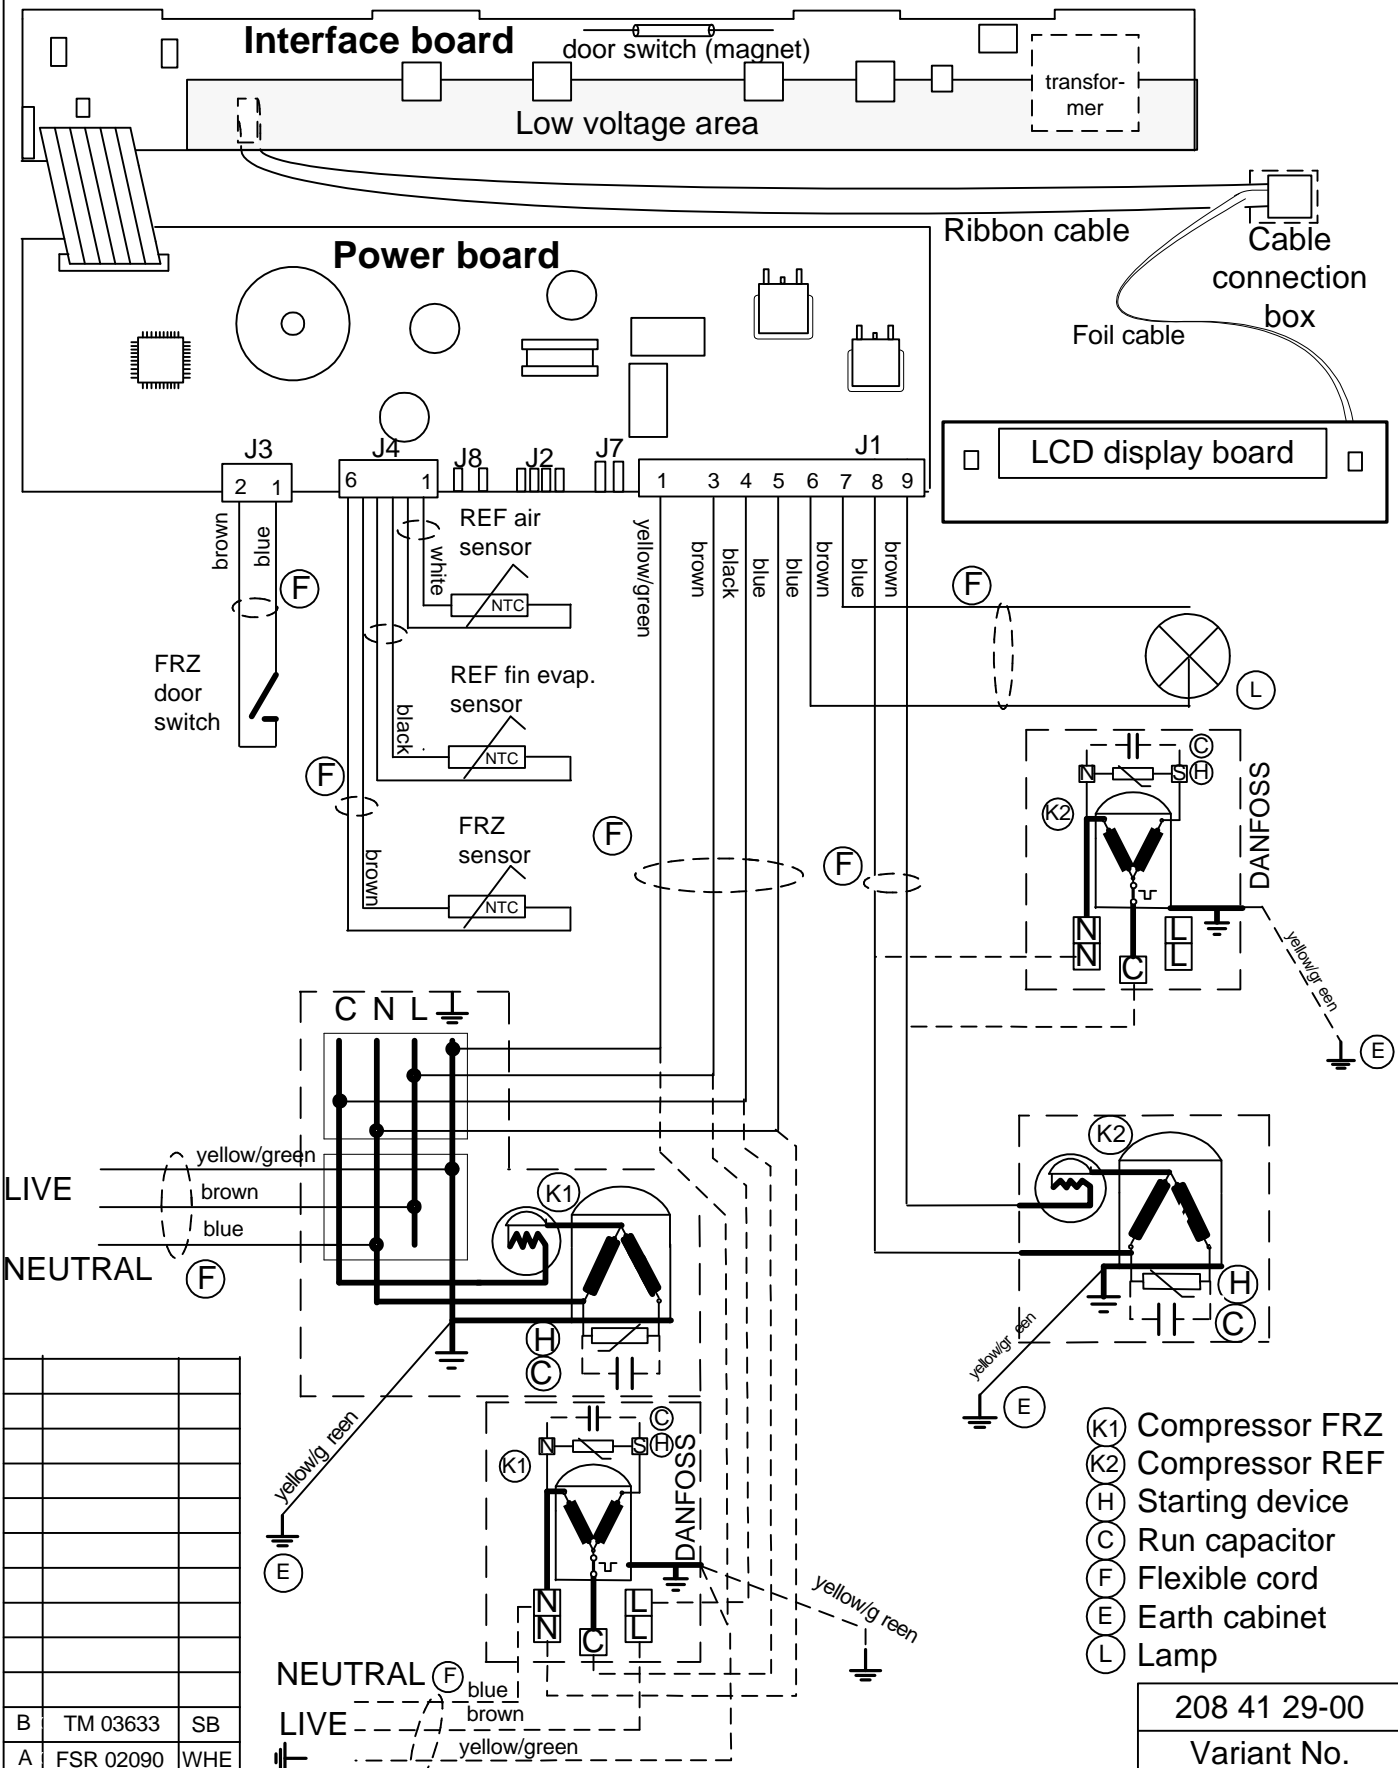 Interface board
door switch (magnet)
transfor-
mer
Low voltage area
Ribbon cable
Cable
connection
box
Power board
Foil cable
LCD display board
J3
J4
J8
J2
J7
J1
2 1
6 1
1 3 4 5 6 7 8 9
brown
blue
F
FRZ
door
switch
white
REF air
sensor
NTC
black
REF fin evap.
sensor
NTC
F
brown
FRZ
sensor
NTC
yellow/green
brown
black
blue
blue
brown
blue
brown
F
F
F
L
C
N S H
K2
DANFOSS
N L
N L
C
yellow/gr een
E
C N L
LIVE
yellow/green
brown
blue
NEUTRAL
F
K1
H
C
yellow/g reen
E
K2
H
C
yellow/gr een
E
C
N S H
K1
DANFOSS
N L
N L
C
yellow/g reen
NEUTRAL F
blue
LIVE
brown
yellow/green
K1 Compressor FRZ
K2 Compressor REF
H Starting device
C Run capacitor
F Flexible cord
E Earth cabinet
L Lamp
B TM 03633 SB
A FSR 02090 WHE
208 41 29-00
Variant No.